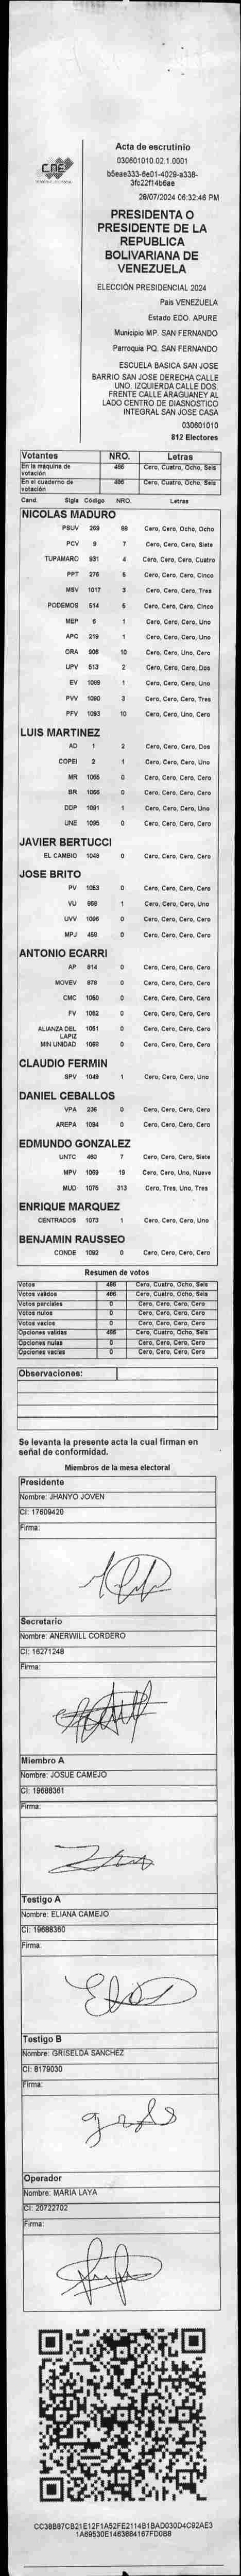 CNE
Acta de escrutinio
030601010.02.1.0001
b5eae333-6e01-4029-a338-
3fc22f14b6ae
28/07/2024 06:32:46 PM
PRESIDENTA O
PRESIDENTE DE LA
REPUBLICA
BOLIVARIANA DE
VENEZUELA
ELECCIÓN PRESIDENCIAL 2024
País VENEZUELA
Estado EDO. APURE
Municipio MP. SAN FERNANDO
Parroquia PQ. SAN FERNANDO
ESCUELA BASICA SAN JOSE
BARRIO SAN JOSE DERECHA CALLE
UNO. IZQUIERDA CALLE DOS.
FRENTE CALLE ARAGUANEY AL
LADO CENTRO DE DIASNOSTICO
INTEGRAL SAN JOSE CASA
030601010
812 Electores
Votantes NRO. Letras
En la máquina de votación 486 Cero, Cuatro, Ocho, Seis
En el cuaderno de votación 486 Cero, Cuatro, Ocho, Seis
Cand. Sigla Código NRO. Letras
NICOLAS MADURO
PSUV 269 88 Cero, Cero, Ocho, Ocho
PCV 9 7 Cero, Cero, Cero, Siete
TUPAMARO 931 4 Cero, Cero, Cero, Cuatro
PPT 276 5 Cero, Cero, Cero, Cinco
MSV 1017 3 Cero, Cero, Cero, Tres
PODEMOS 514 5 Cero, Cero, Cero, Cinco
MEP 6 1 Cero, Cero, Cero, Uno
APC 219 1 Cero, Cero, Cero, Uno
ORA 906 10 Cero, Cero, Uno, Cero
UPV 513 2 Cero, Cero, Cero, Dos
EV 1089 1 Cero, Cero, Cero, Uno
PVV 1090 3 Cero, Cero, Cero, Tres
PFV 1093 10 Cero, Cero, Uno, Cero
LUIS MARTINEZ
AD 1 2 Cero, Cero, Cero, Dos
COPEI 2 1 Cero, Cero, Cero, Uno
MR 1065 0 Cero, Cero, Cero, Cero
BR 1066 0 Cero, Cero, Cero, Cero
DDP 1091 1 Cero, Cero, Cero, Uno
UNE 1095 0 Cero, Cero, Cero, Cero
JAVIER BERTUCCI
EL CAMBIO 1048 0 Cero, Cero, Cero, Cero
JOSE BRITO
PV 1053 0 Cero, Cero, Cero, Cero
VU 868 1 Cero, Cero, Cero, Uno
UVV 1096 0 Cero, Cero, Cero, Cero
MPJ 459 0 Cero, Cero, Cero, Cero
ANTONIO ECARRI
AP 814 0 Cero, Cero, Cero, Cero
MOVEV 879 0 Cero, Cero, Cero, Cero
CMC 1050 0 Cero, Cero, Cero, Cero
FV 1062 0 Cero, Cero, Cero, Cero
ALIANZA DEL LAPIZ 1051 0 Cero, Cero, Cero, Cero
MIN UNIDAD 1088 0 Cero, Cero, Cero, Cero
CLAUDIO FERMIN
SPV 1049 1 Cero, Cero, Cero, Uno
DANIEL CEBALLOS
VPA 236 0 Cero, Cero, Cero, Cero
AREPA 1094 0 Cero, Cero, Cero, Cero
EDMUNDO GONZALEZ
UNTC 480 7 Cero, Cero, Cero, Siete
MPV 1069 19 Cero, Cero, Uno, Nueve
MUD 1075 313 Cero, Tres, Uno, Tres
ENRIQUE MARQUEZ
CENTRADOS 1073 1 Cero, Cero, Cero, Uno
BENJAMIN RAUSSEO
CONDE 1092 0 Cero, Cero, Cero, Cero
Resumen de votos
Votos 486 Cero, Cuatro, Ocho, Seis
Votos validos 486 Cero, Cuatro, Ocho, Seis
Votos parciales 0 Cero, Cero, Cero, Cero
Votos nulos 0 Cero, Cero, Cero, Cero
Votos vacios 0 Cero, Cero, Cero, Cero
Opciones validas 486 Cero, Cuatro, Ocho, Seis
Opciones nulas 0 Cero, Cero, Cero, Cero
Opciones vacias 0 Cero, Cero, Cero, Cero
Observaciones:
Se levanta la presente acta la cual firman en
señal de conformidad.
Miembros de la mesa electoral
Presidente
Nombre: JHANYO JOVEN
CI: 17609420
Firma:
Secretario
Nombre: ANERWILL CORDERO
CI: 16271248
Firma:
Miembro A
Nombre: JOSUE CAMEJO
CI: 19688361
Firma:
Testigo A
Nombre: ELIANA CAMEJO
CI: 19688360
Firma:
Testigo B
Nombre: GRISELDA SANCHEZ
CI: 8179030
Firma:
Operador
Nombre: MARIA LAYA
CI: 20722702
Firma:
CC38B87CB21E12F1A52FE2114B1BAD030D4C92AE3
1A69530E1463884167FD0B8